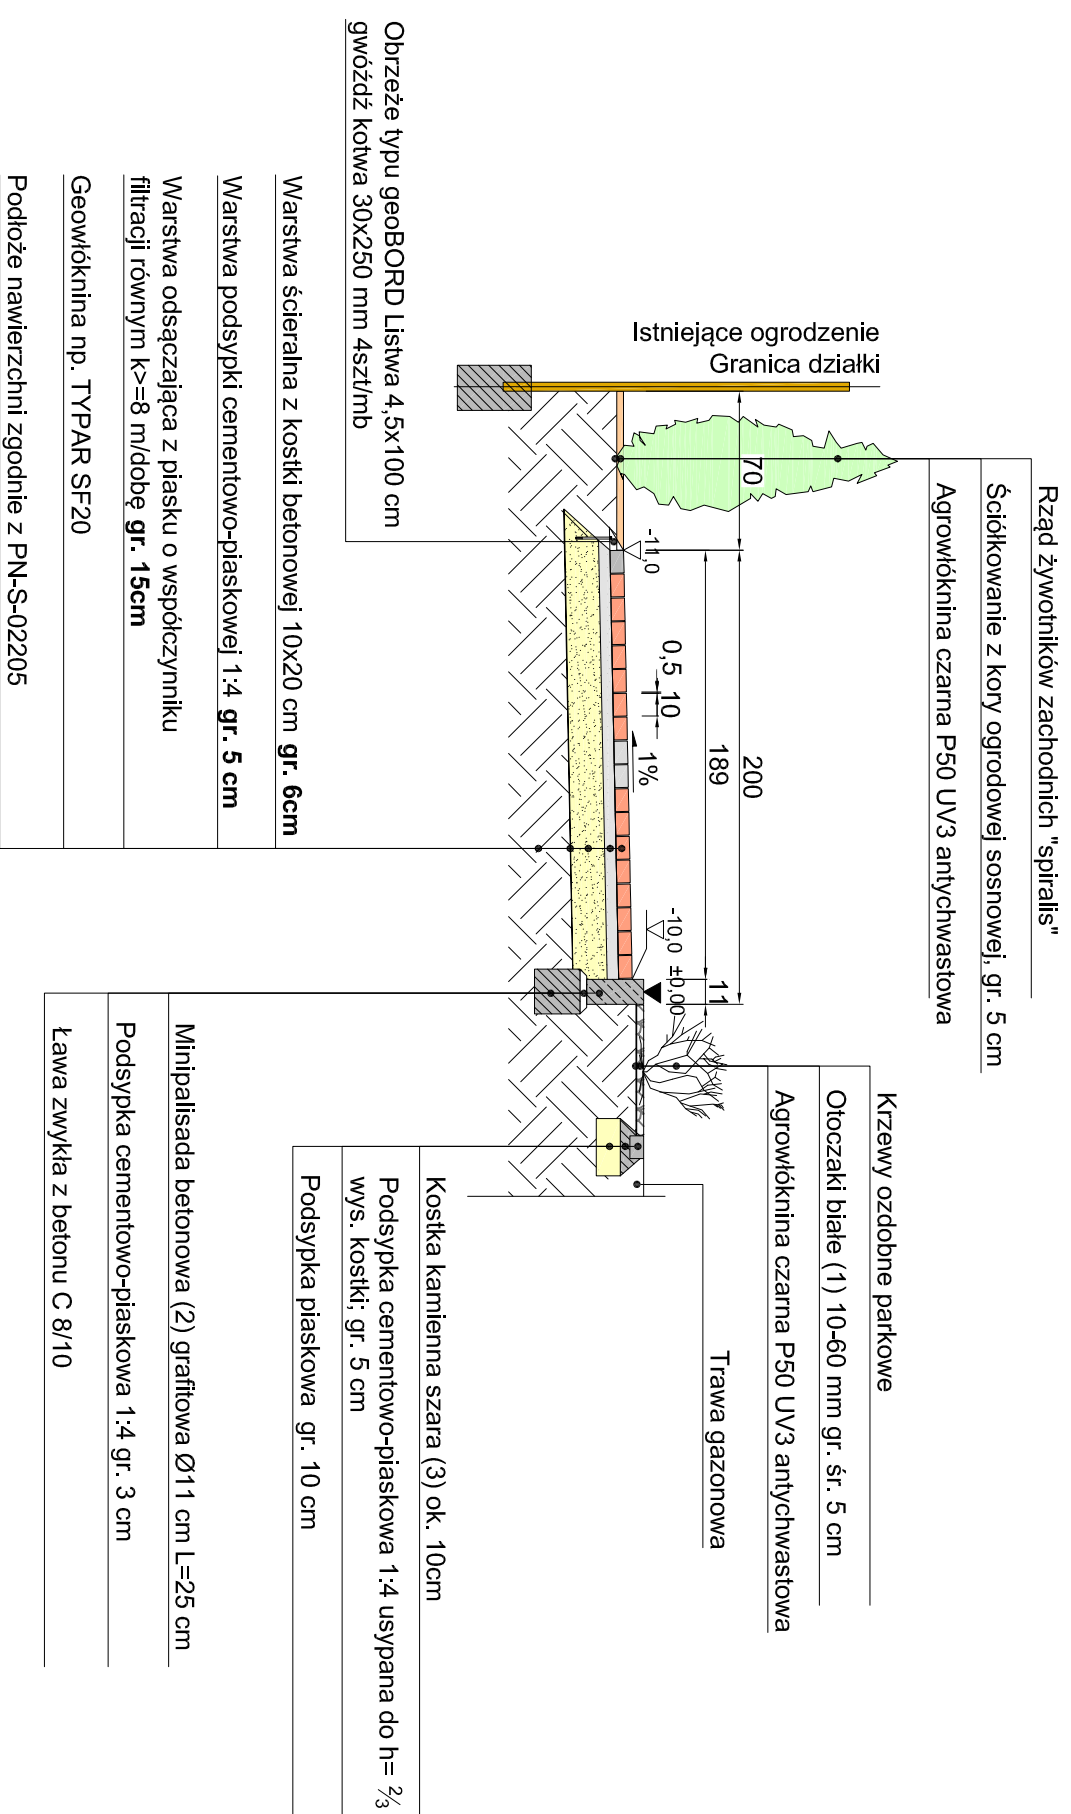 Rząd żywotników zachodnich "spiralis"
Ściółkowanie z kory ogrodowej sosnowej, gr. 5 cm
Agrowłóknina czarna P50 UV3 antychwastowa
Krzewy ozdobne parkowe
Otoczaki białe (1) 10-60 mm gr. śr. 5 cm
Agrowłóknina czarna P50 UV3 antychwastowa
Trawa gazonowa
Istniejące ogrodzenie
Granica działki
70
200
189
11
0,5
10
1%
-11,0
-10,0
±0,00
Obrzeże typu geoBORD Listwa 4,5x100 cm
gwóźdź kotwa 30x250 mm 4szt/mb
Warstwa ścieralna z kostki betonowej 10x20 cm gr. 6cm
Warstwa podsypki cementowo-piaskowej 1:4 gr. 5 cm
Warstwa odsączająca z piasku o współczynniku
filtracji równym k>=8 m/dobę gr. 15cm
Geowłóknina np. TYPAR SF20
Podłoże nawierzchni zgodnie z PN-S-02205
Kostka kamienna szara (3) ok. 10cm
Podsypka cementowo-piaskowa 1:4 usypana do h= ⅔
wys. kostki; gr. 5 cm
Podsypka piaskowa gr. 10 cm
Minipalisada betonowa (2) grafitowa Ø11 cm L=25 cm
Podsypka cementowo-piaskowa 1:4 gr. 3 cm
Ława zwykła z betonu C 8/10